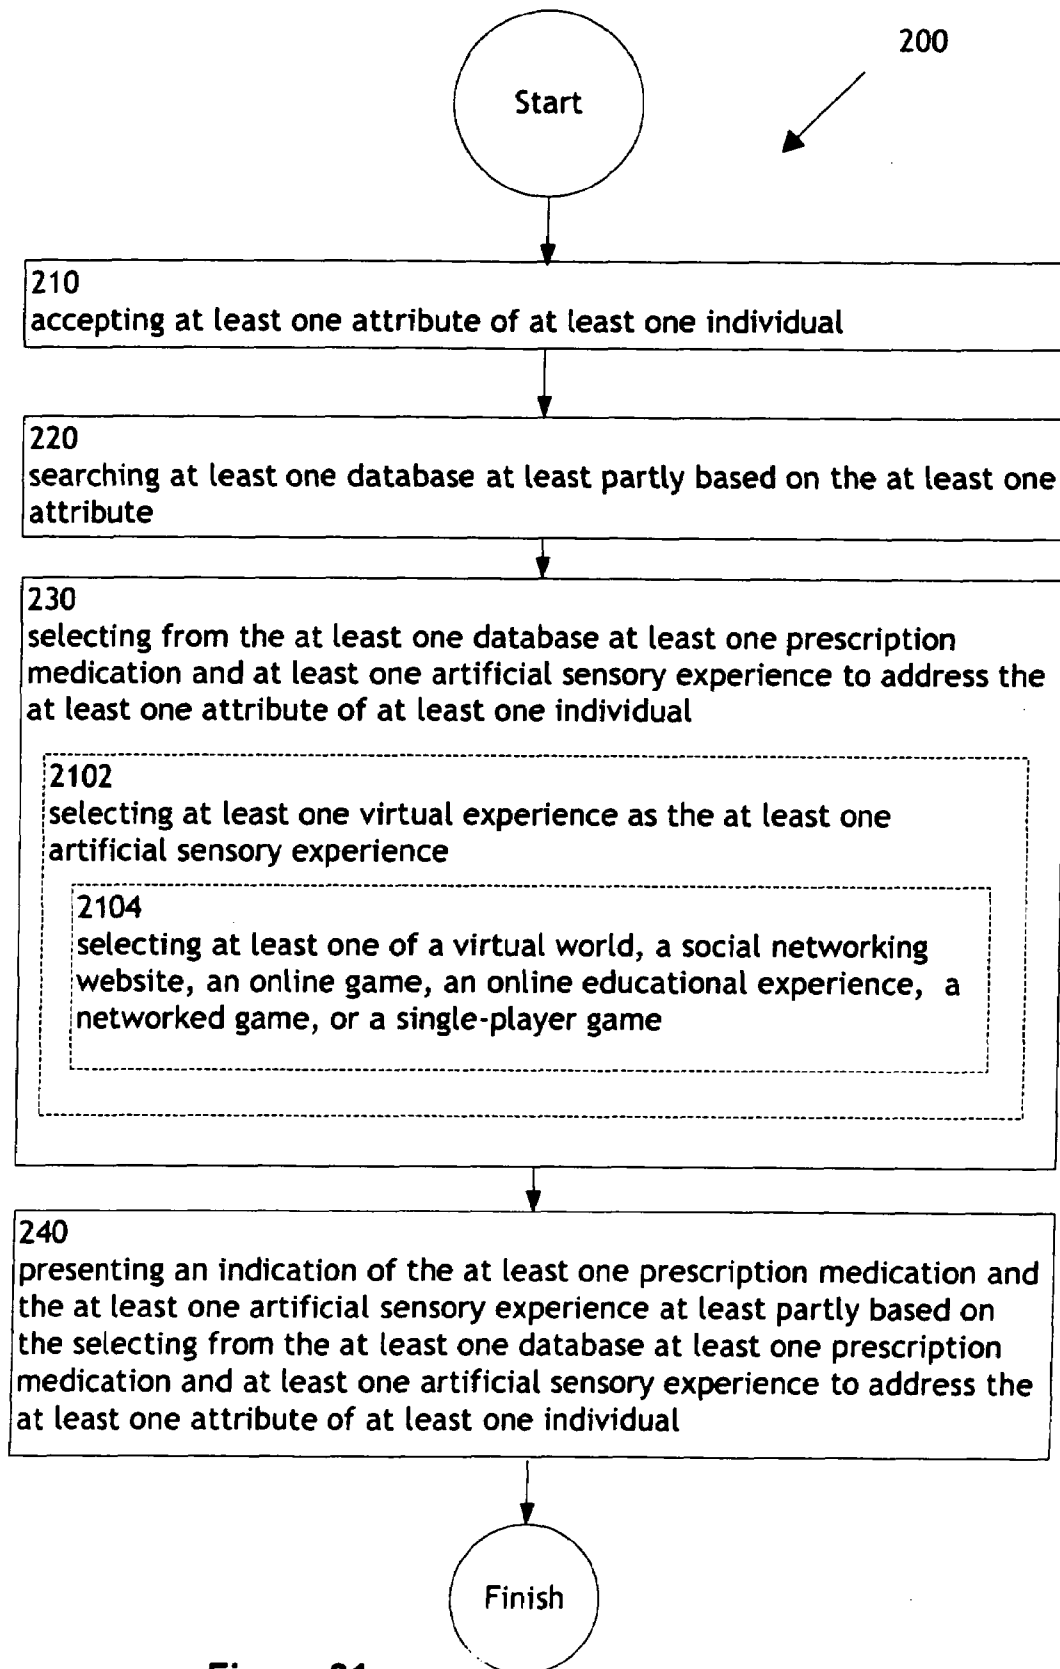 200
Start
210
accepting at least one attribute of at least one individual
220
searching at least one database at least partly based on the at least one
attribute
230
selecting from the at least one database at least one prescription
medication and at least one artificial sensory experience to address the
at least one attribute of at least one individual
2102
selecting at least one virtual experience as the at least one
artificial sensory experience
2104
selecting at least one of a virtual world, a social networking
website, an online game, an online educational experience, a
networked game, or a single-player game
240
presenting an indication of the at least one prescription medication and
the at least one artificial sensory experience at least partly based on
the selecting from the at least one database at least one prescription
medication and at least one artificial sensory experience to address the
at least one attribute of at least one individual
Finish